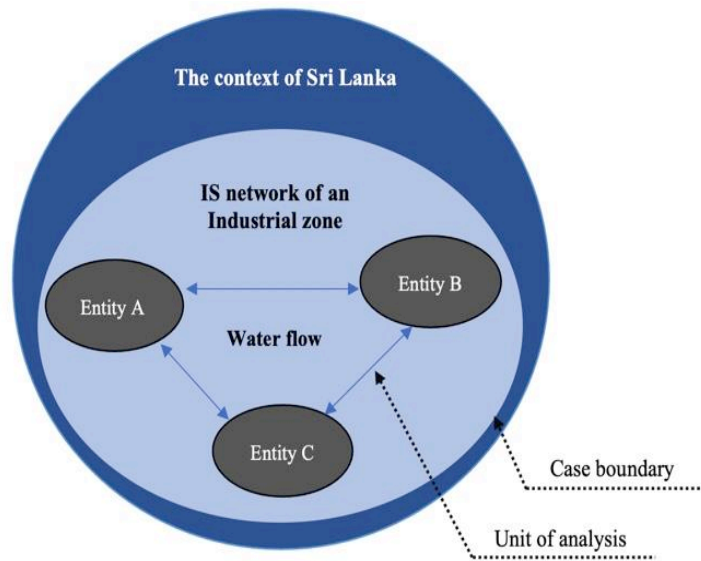 The context of Sri Lanka
IS network of an
Industrial zone
Entity A
Entity B
Water flow
Entity C
Case boundary
Unit of analysis